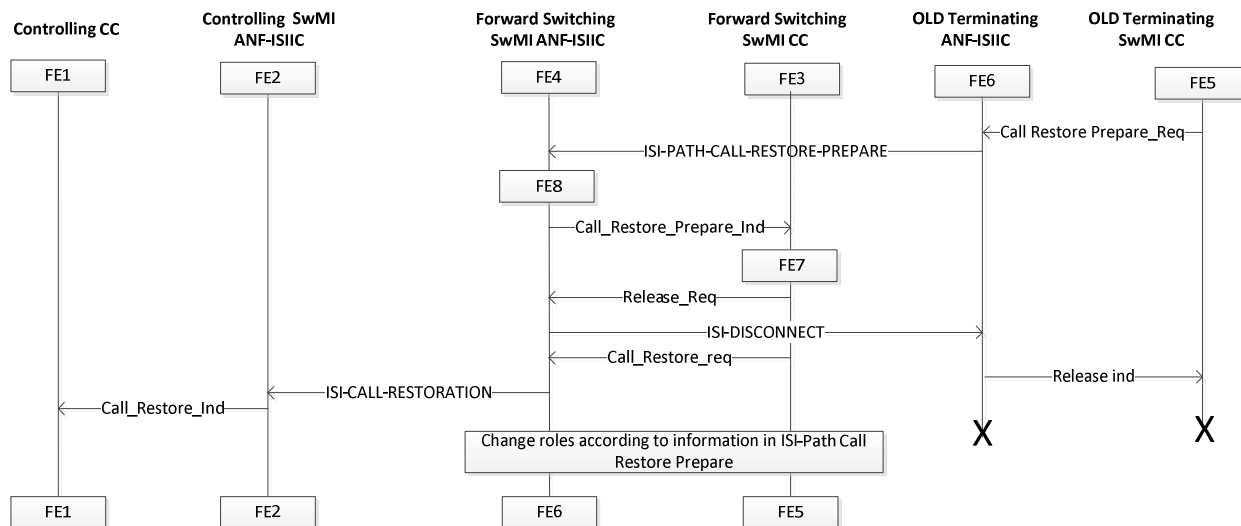 Controlling CC
Controlling SwMI
ANF-ISIIC
Forward Switching
SwMI ANF-ISIIC
Forward Switching
SwMI CC
OLD Terminating
ANF-ISIIC
OLD Terminating
SwMI CC
FE1
FE2
FE4
FE3
FE6
FE5
Call Restore Prepare_Req
ISI-PATH-CALL-RESTORE-PREPARE
FE8
Call_Restore_Prepare_Ind
FE7
Release_Req
ISI-DISCONNECT
Call_Restore_req
Release ind
ISI-CALL-RESTORATION
Call_Restore_Ind
X
X
Change roles according to information in ISI-Path Call
Restore Prepare
FE1
FE2
FE6
FE5